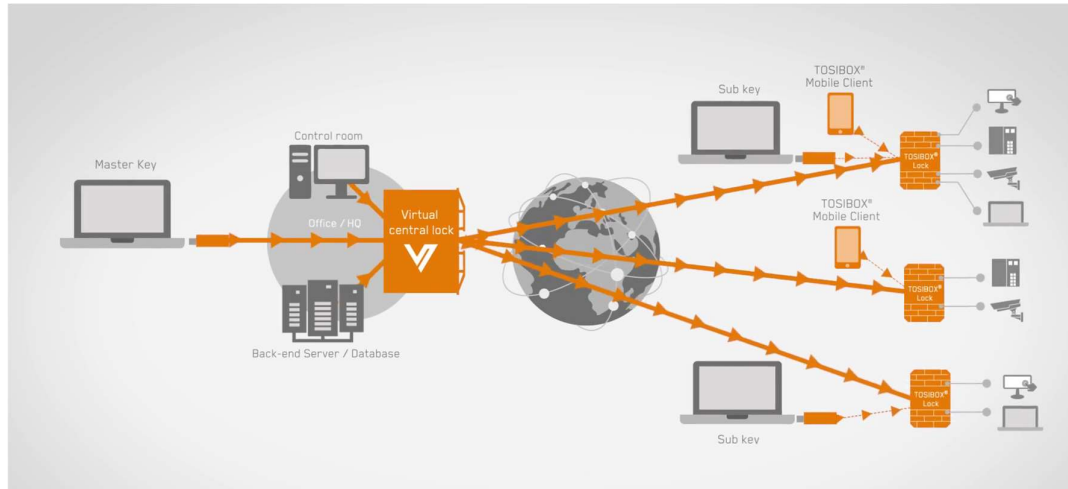 Master Key
Control room
Office / HQ
Virtual
central lock
Back-end Server / Database
Sub key
TOSIBOX®
Mobile Client
TOSIBOX®
Lock
TOSIBOX®
Mobile Client
TOSIBOX®
Lock
Sub key
TOSIBOX®
Lock